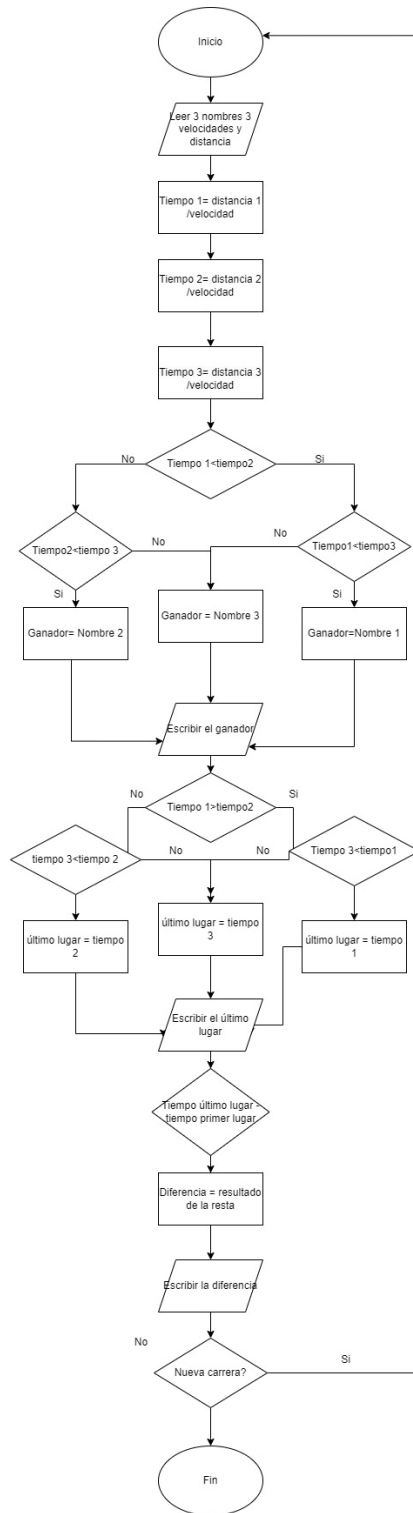 Inicio
Leer 3 nombres 3
velocidades y
distancia
Tiempo 1= distancia 1
/velocidad
Tiempo 2= distancia 2
/velocidad
Tiempo 3= distancia 3
/velocidad
No
Tiempo 1<tiempo2
Si
Tiempo2<tiempo 3
No
No
Tiempo1<tiempo3
Si
Si
Ganador= Nombre 2
Ganador = Nombre 3
Ganador=Nombre 1
Escribir el ganador
No
Tiempo 1>tiempo2
Si
tiempo 3<tiempo 2
No
No
Tiempo 3<tiempo1
último lugar = tiempo
2
último lugar = tiempo
3
último lugar = tiempo
1
Escribir el último
lugar
Tiempo último lugar -
tiempo primer lugar
Diferencia = resultado
de la resta
Escribir la diferencia
No
Nueva carrera?
Si
Fin